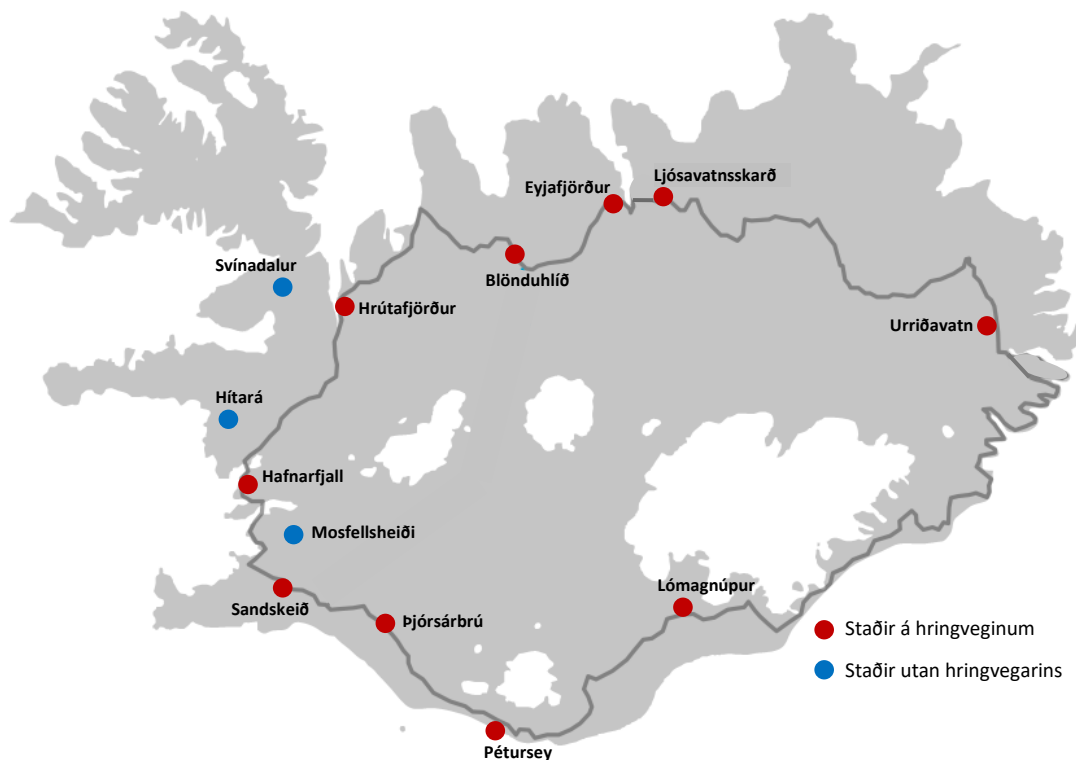 Ljósavatnsskarð
Eyjafjörður
Svínadalur
Blönduhlíð
Hrútafjörður
Urriðavatn
Hítará
Hafnarfjall
Mosfellsheiði
Lómagnúpur
Sandskeið
Þjórsárbrú
Staðir á hringveginum
Staðir utan hringvegarins
Pétursey